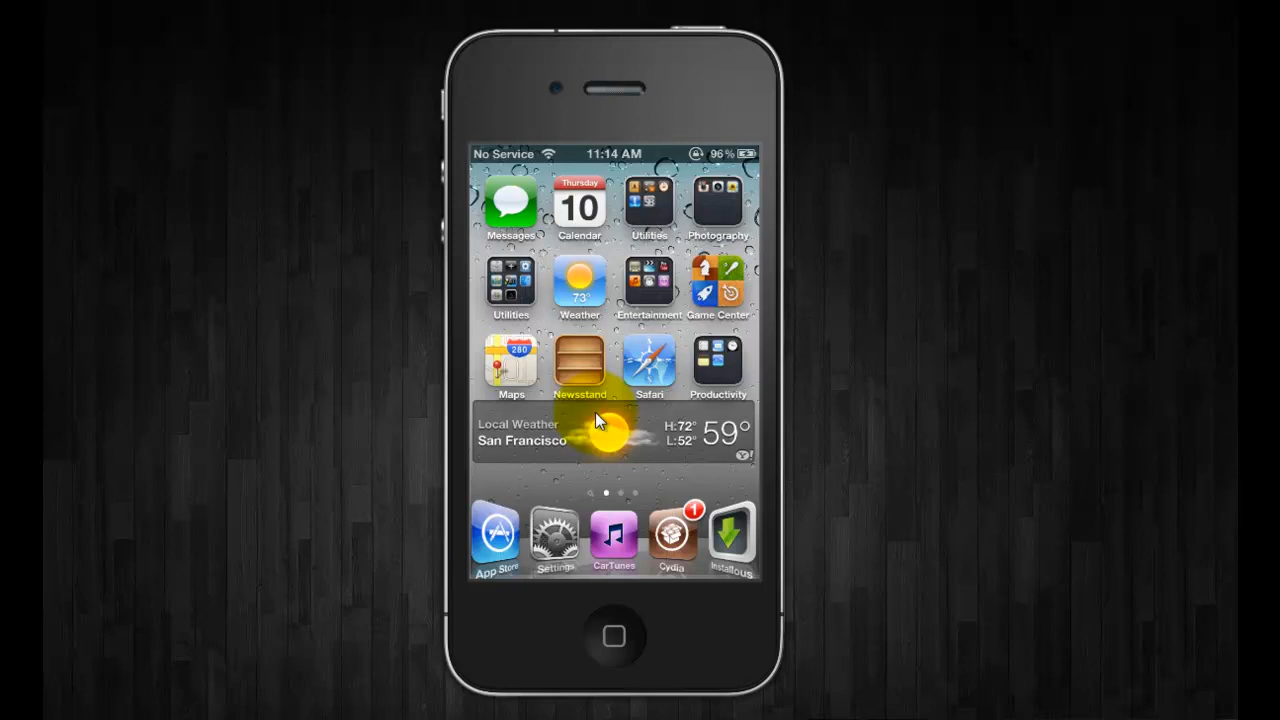 No Service 11:14 AM 96%
Thursday
10
Messages Calendar Utilities Photography
73°
Utilities Weather Entertainment Game Center
280
Maps Newsstand Safari Productivity
Local Weather
San Francisco
H:72°
L:52°
59°
Y!
1
App Store Settings CarTunes Cydia Installous